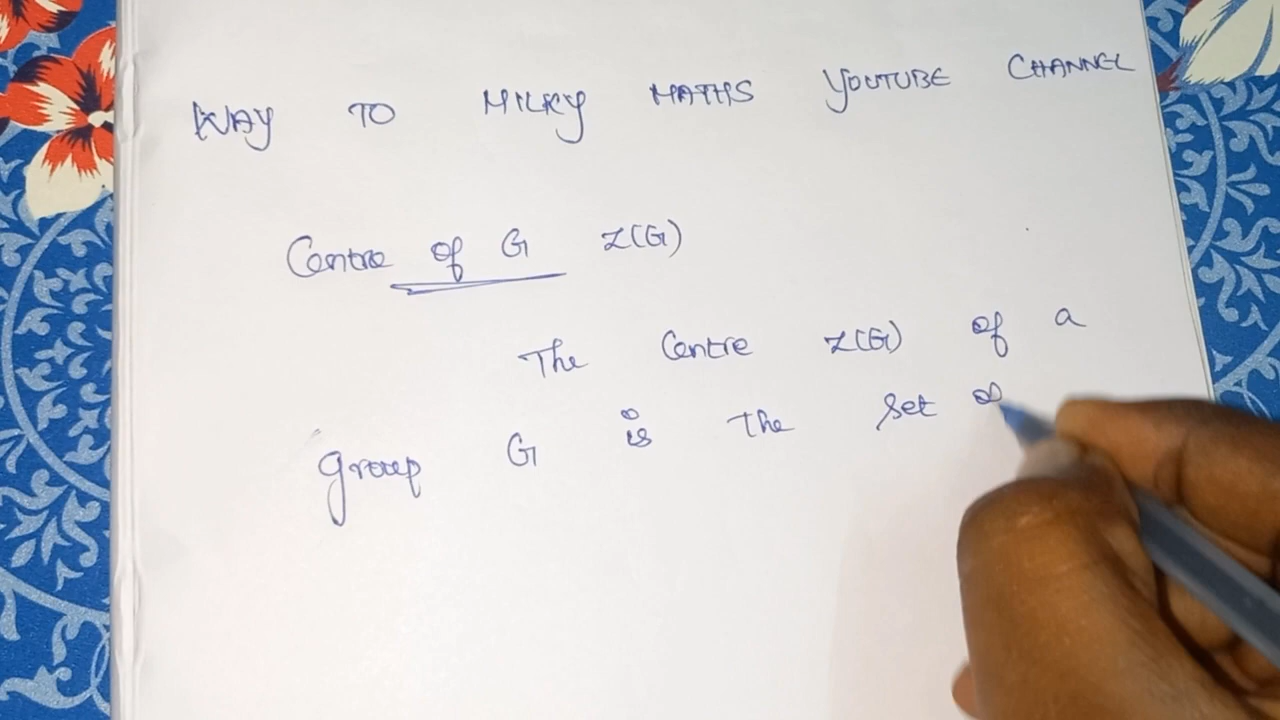 WAY TO MILKY MATHS YOUTUBE CHANNEL
Centre of G Z(G)
The Centre Z(G) of a
group G is the set o